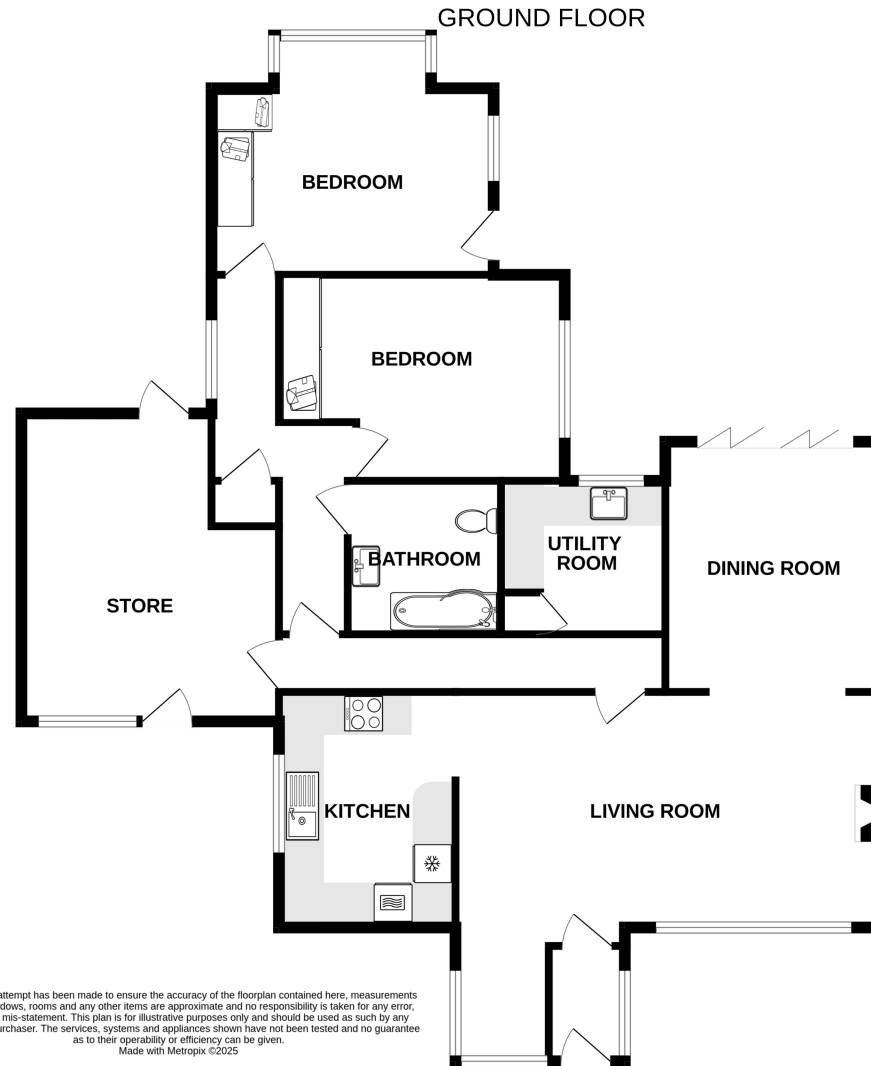 GROUND FLOOR
BEDROOM
BEDROOM
BATHROOM
UTILITY
ROOM
DINING ROOM
STORE
KITCHEN
LIVING ROOM
attempt has been made to ensure the accuracy of the floorplan contained here, measurements
rooms and any other items are approximate and no responsibility is taken for any error,
mis-statement. This plan is for illustrative purposes only and should be used as such by any
The services, systems and appliances shown have not been tested and no guarantee
as to their operability or efficiency can be given.
Made with Metropix ©2025